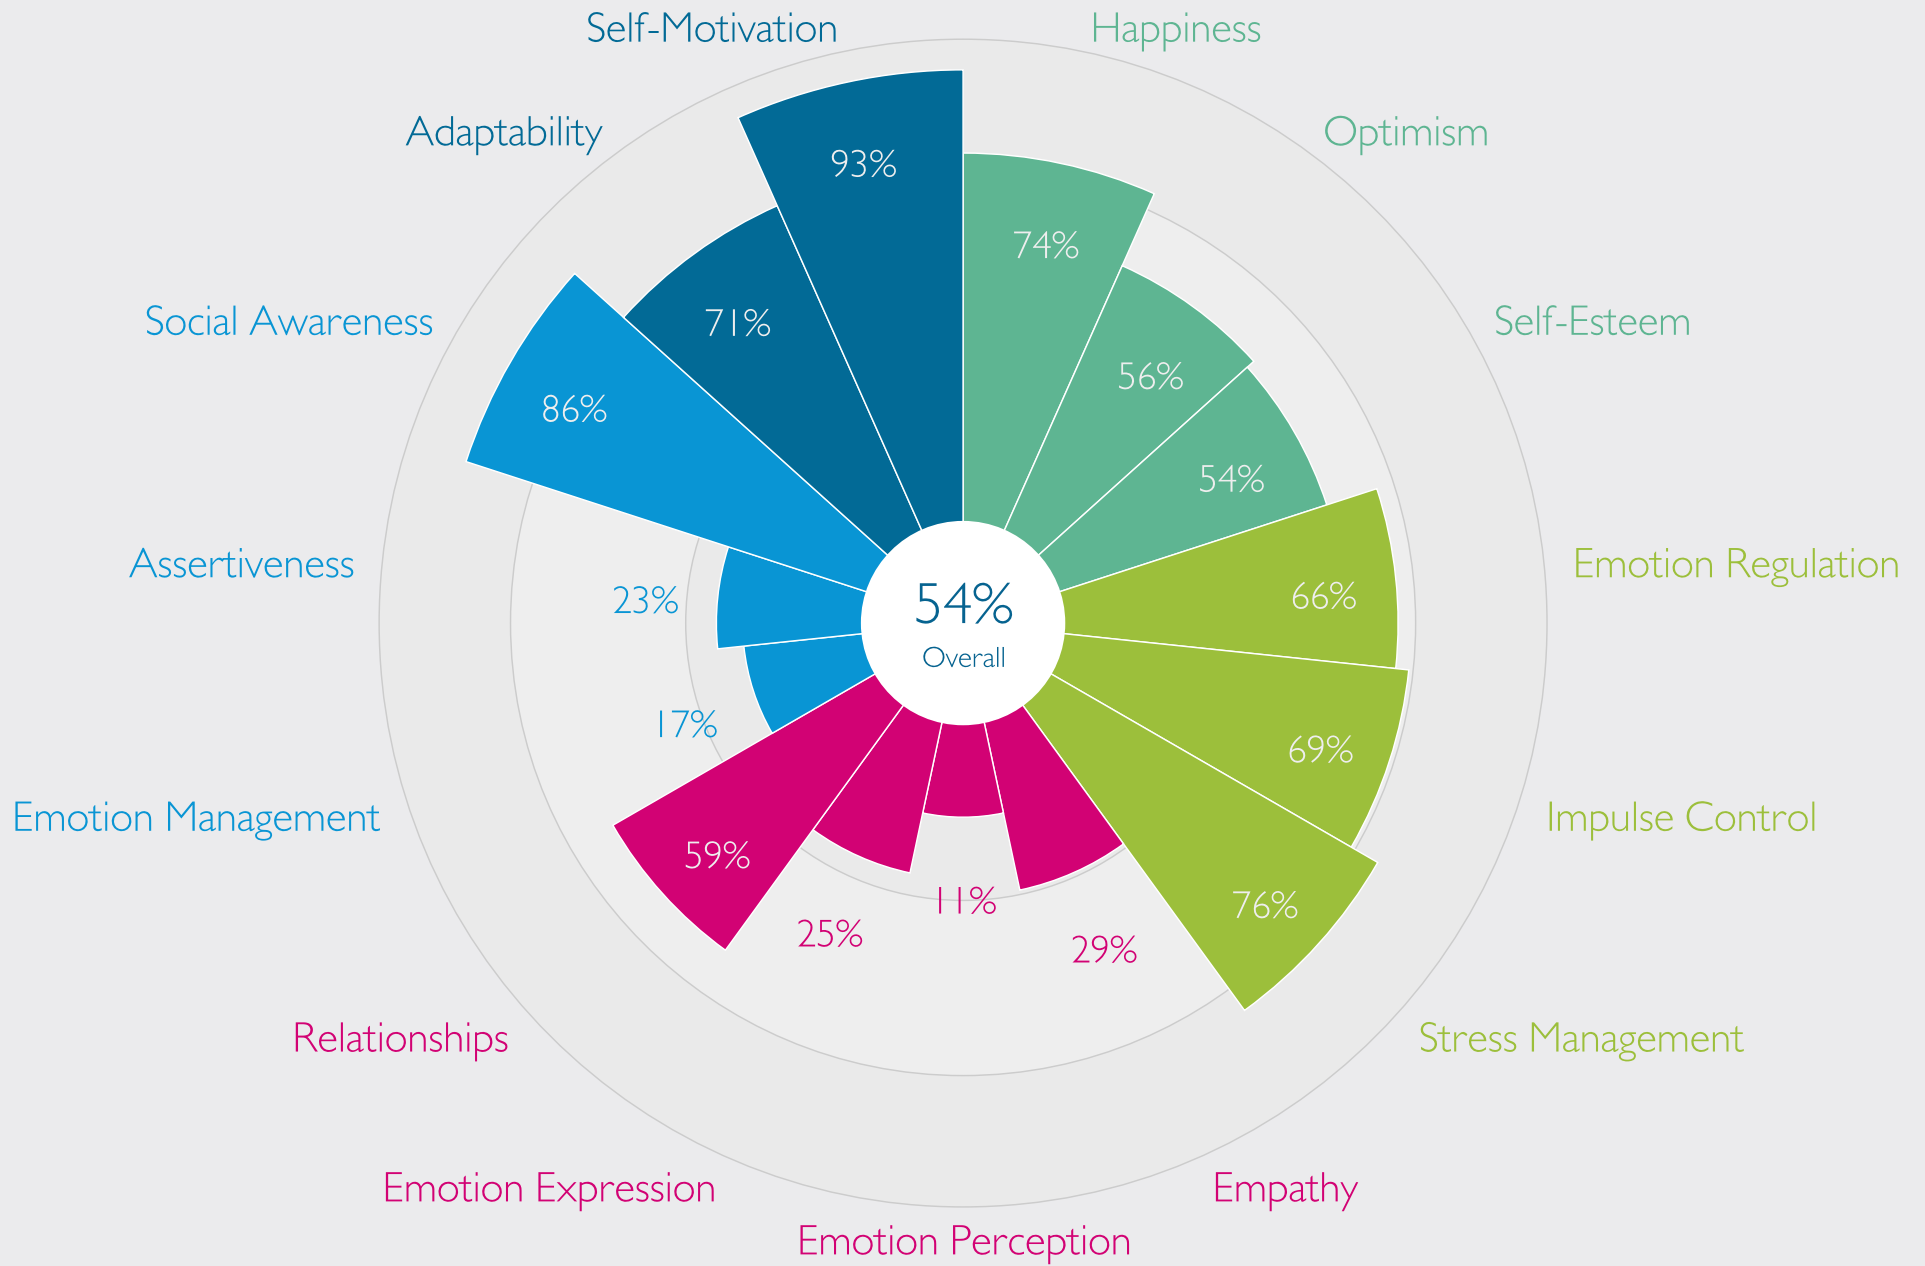 Self-Motivation
Happiness
Adaptability
Optimism
93%
74%
Social Awareness
71%
Self-Esteem
56%
86%
54%
Assertiveness
23%
54%
Overall
66%
Emotion Regulation
17%
69%
Emotion Management
Impulse Control
59%
76%
11%
25%
29%
Relationships
Stress Management
Emotion Expression
Empathy
Emotion Perception